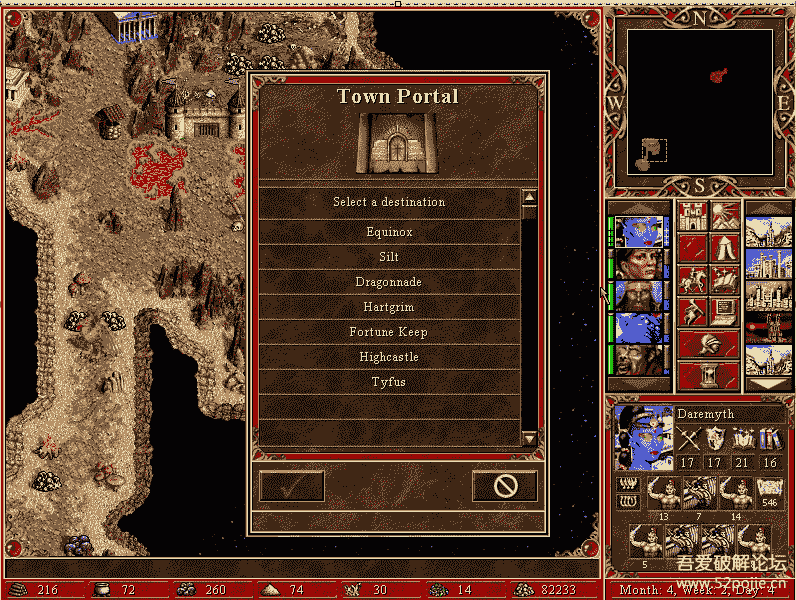 N
W
E
S
Town Portal
Select a destination
Equinox
Silt
Dragonnade
Hartgrim
Fortune Keep
Highcastle
Tyfus
Daremyth
17 17 21 16
546
13 7 14
5
吾爱破解论坛
www.52pojie.cn
216 72 260 74 30 14 82233
Month: 4, Week: 2, Day: 4